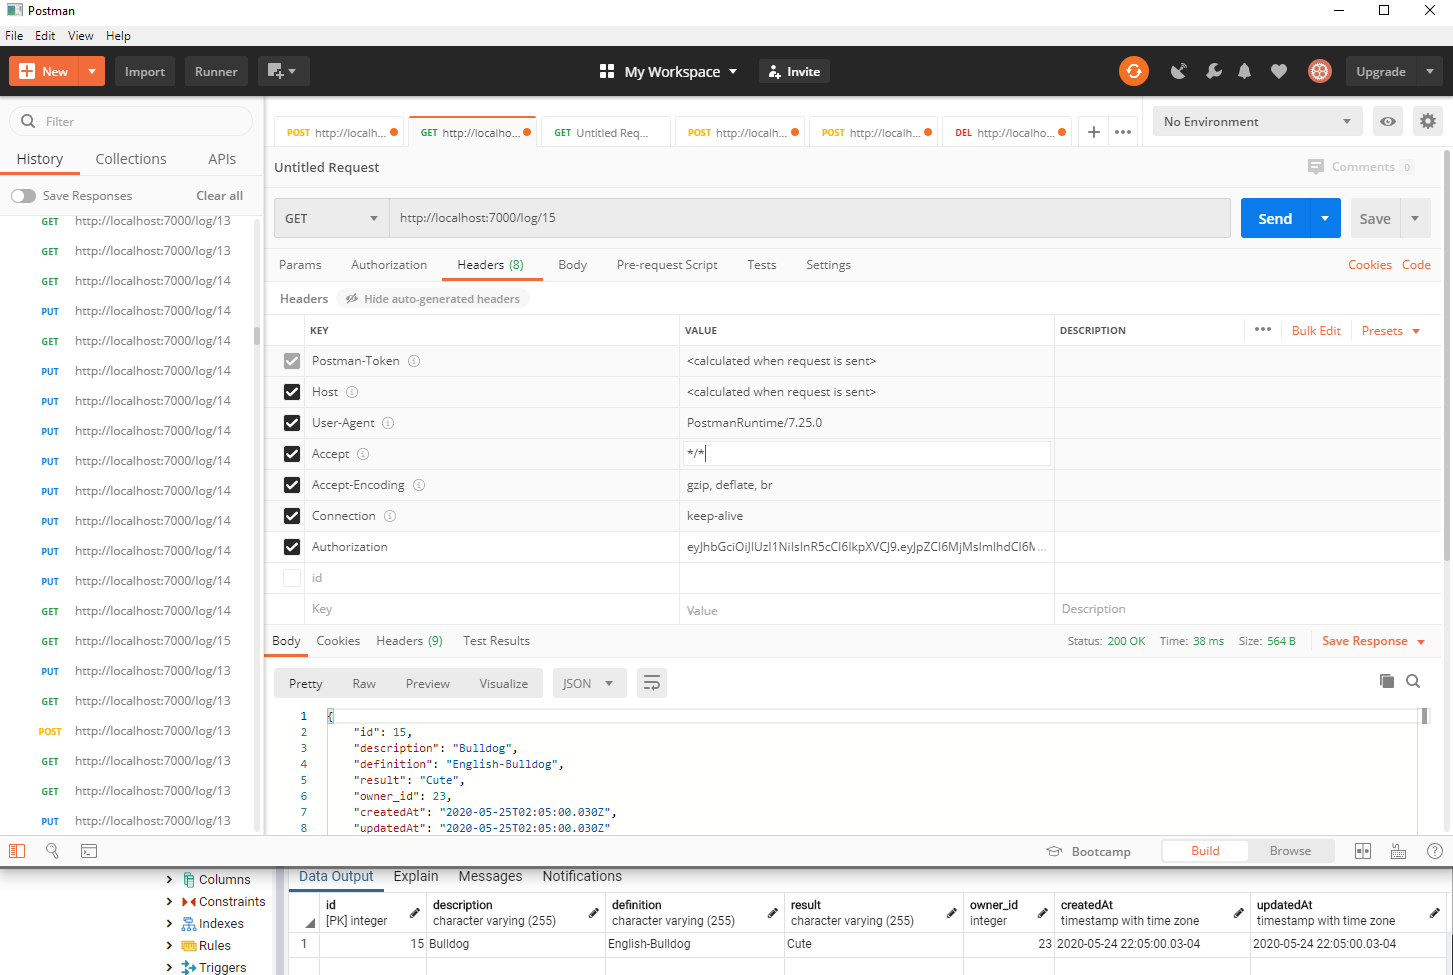 Postman
File Edit View Help
New Import Runner My Workspace Invite Upgrade
Filter
History Collections APIs
Save Responses Clear all
GET http://localhost:7000/log/13
GET http://localhost:7000/log/13
GET http://localhost:7000/log/14
PUT http://localhost:7000/log/14
GET http://localhost:7000/log/14
PUT http://localhost:7000/log/14
PUT http://localhost:7000/log/14
PUT http://localhost:7000/log/14
PUT http://localhost:7000/log/14
PUT http://localhost:7000/log/14
PUT http://localhost:7000/log/14
PUT http://localhost:7000/log/14
PUT http://localhost:7000/log/14
GET http://localhost:7000/log/14
GET http://localhost:7000/log/15
PUT http://localhost:7000/log/13
GET http://localhost:7000/log/13
POST http://localhost:7000/log/13
GET http://localhost:7000/log/13
GET http://localhost:7000/log/13
PUT http://localhost:7000/log/13
POST http://localh... GET http://localho... GET Untitled Req... POST http://localh... POST http://localh... DEL http://localho... + ••• No Environment
Untitled Request Comments 0
GET http://localhost:7000/log/15 Send Save
Params Authorization Headers (8) Body Pre-request Script Tests Settings Cookies Code
Headers Hide auto-generated headers
KEY VALUE DESCRIPTION ••• Bulk Edit Presets
Postman-Token <calculated when request is sent>
Host <calculated when request is sent>
User-Agent PostmanRuntime/7.25.0
Accept */*
Accept-Encoding gzip, deflate, br
Connection keep-alive
Authorization
id
Key Value Description
Body Cookies Headers (9) Test Results Status: 200 OK Time: 38 ms Size: 564 B Save Response
Pretty Raw Preview Visualize JSON
1 {
2 "id": 15,
3 "description": "Bulldog",
4 "definition": "English-Bulldog",
5 "result": "Cute",
6 "owner_id": 23,
7 "createdAt": "2020-05-25T02:05:00.030Z",
8 "updatedAt": "2020-05-25T02:05:00.030Z"
Bootcamp Build Browse
Columns
Constraints
Indexes
Rules
Triggers
Data Output Explain Messages Notifications
id description definition result owner_id createdAt updatedAt
[PK] integer character varying (255) character varying (255) character varying (255) integer timestamp with time zone timestamp with time zone
1 15 Bulldog English-Bulldog Cute 23 2020-05-24 22:05:00.03-04 2020-05-24 22:05:00.03-04